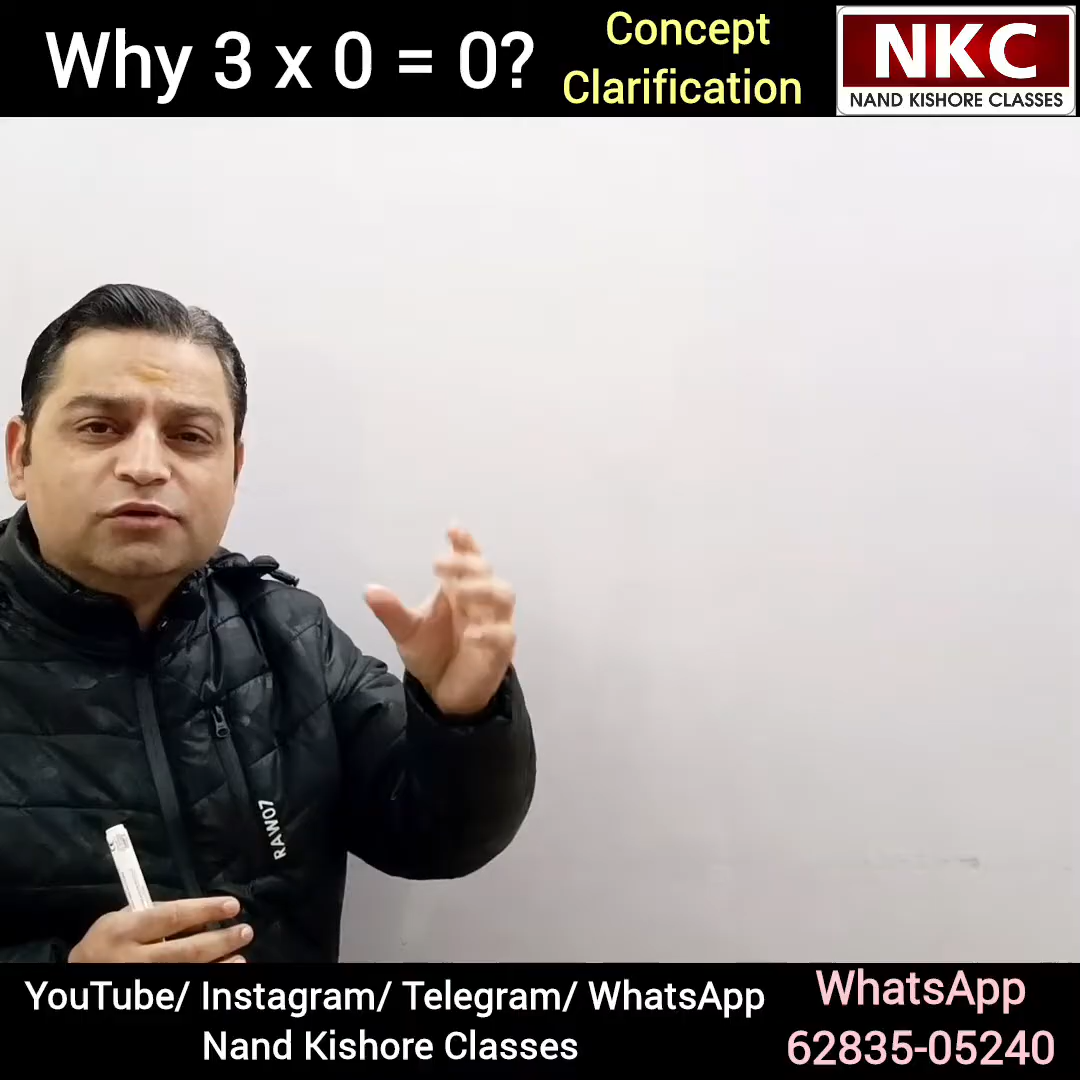 Why 3 x 0 = 0?
Concept
Clarification
NKC
NAND KISHORE CLASSES
RAW07
YouTube/ Instagram/ Telegram/ WhatsApp
Nand Kishore Classes
WhatsApp
62835-05240